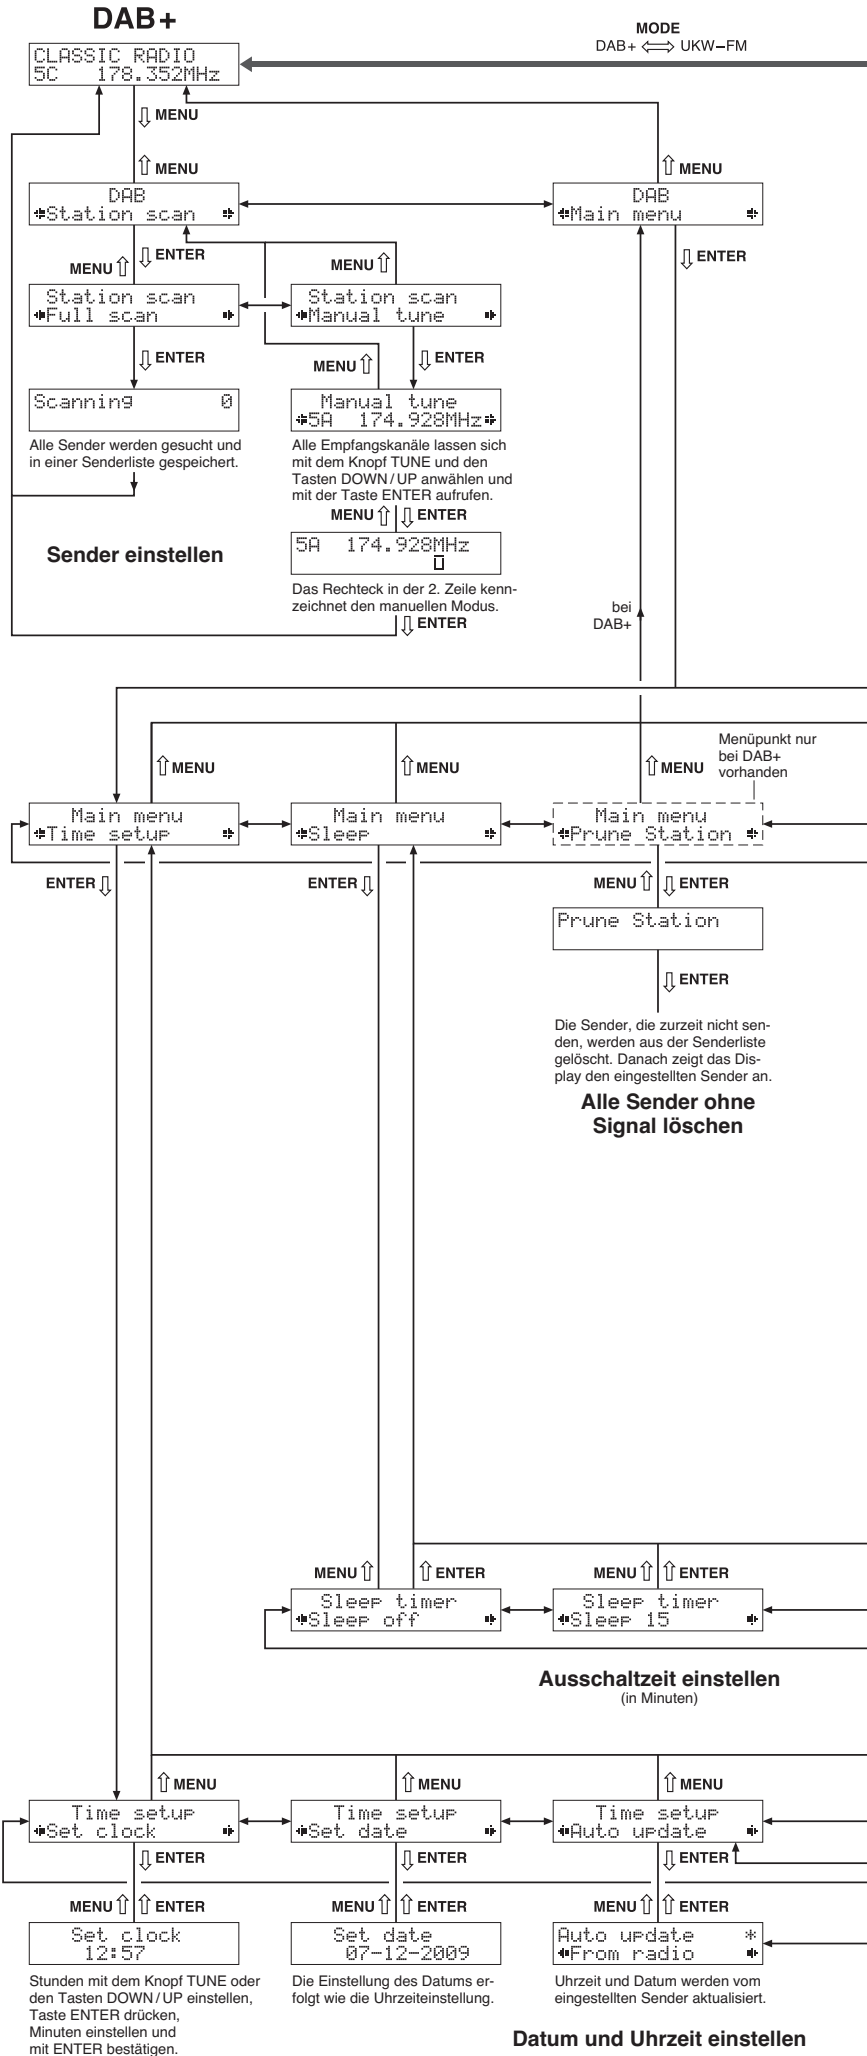 DAB+
MODE
DAB+ ⟺ UKW–FM
CLASSIC RADIO
5C 178.352MHz
MENU
MENU
MENU
DAB
Station scan
DAB
Main menu
ENTER
ENTER
MENU
MENU
Station scan
Full scan
Station scan
Manual tune
ENTER
MENU
ENTER
Scanning 0
Manual tune
5A 174.928MHz
Alle Sender werden gesucht und
in einer Senderliste gespeichert.
Alle Empfangskanäle lassen sich
mit dem Knopf TUNE und den
Tasten DOWN / UP anwählen und
mit der Taste ENTER aufrufen.
MENU
ENTER
Sender einstellen
5A 174.928MHz
Das Rechteck in der 2. Zeile kenn-
zeichnet den manuellen Modus.
ENTER
bei
DAB+
Menüpunkt nur
bei DAB+
vorhanden
MENU
MENU
MENU
Main menu
Time setup
Main menu
Sleep
Main menu
Prune Station
ENTER
ENTER
MENU
ENTER
Prune Station
ENTER
Die Sender, die zurzeit nicht sen-
den, werden aus der Senderliste
gelöscht. Danach zeigt das Dis-
play den eingestellten Sender an.
Alle Sender ohne
Signal löschen
MENU
ENTER
MENU
ENTER
Sleep timer
Sleep off
Sleep timer
Sleep 15
Ausschaltzeit einstellen
(in Minuten)
MENU
MENU
MENU
Time setup
Set clock
Time setup
Set date
Time setup
Auto update
ENTER
ENTER
ENTER
MENU
ENTER
MENU
ENTER
MENU
ENTER
Set clock
12:57
Set date
07-12-2009
Auto update *
From radio
Stunden mit dem Knopf TUNE oder
den Tasten DOWN / UP einstellen,
Taste ENTER drücken,
Minuten einstellen und
mit ENTER bestätigen.
Die Einstellung des Datums er-
folgt wie die Uhrzeiteinstellung.
Uhrzeit und Datum werden vom
eingestellten Sender aktualisiert.
Datum und Uhrzeit einstellen